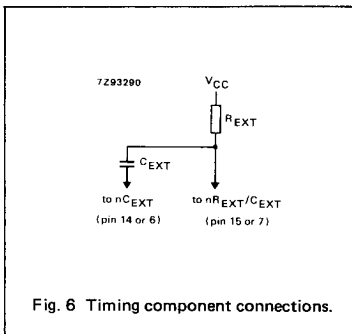 7Z93290
VCC
REXT
CEXT
to nCEXT
to nREXT/CEXT
(pin 14 or 6)
(pin 15 or 7)
Fig. 6 Timing component connections.